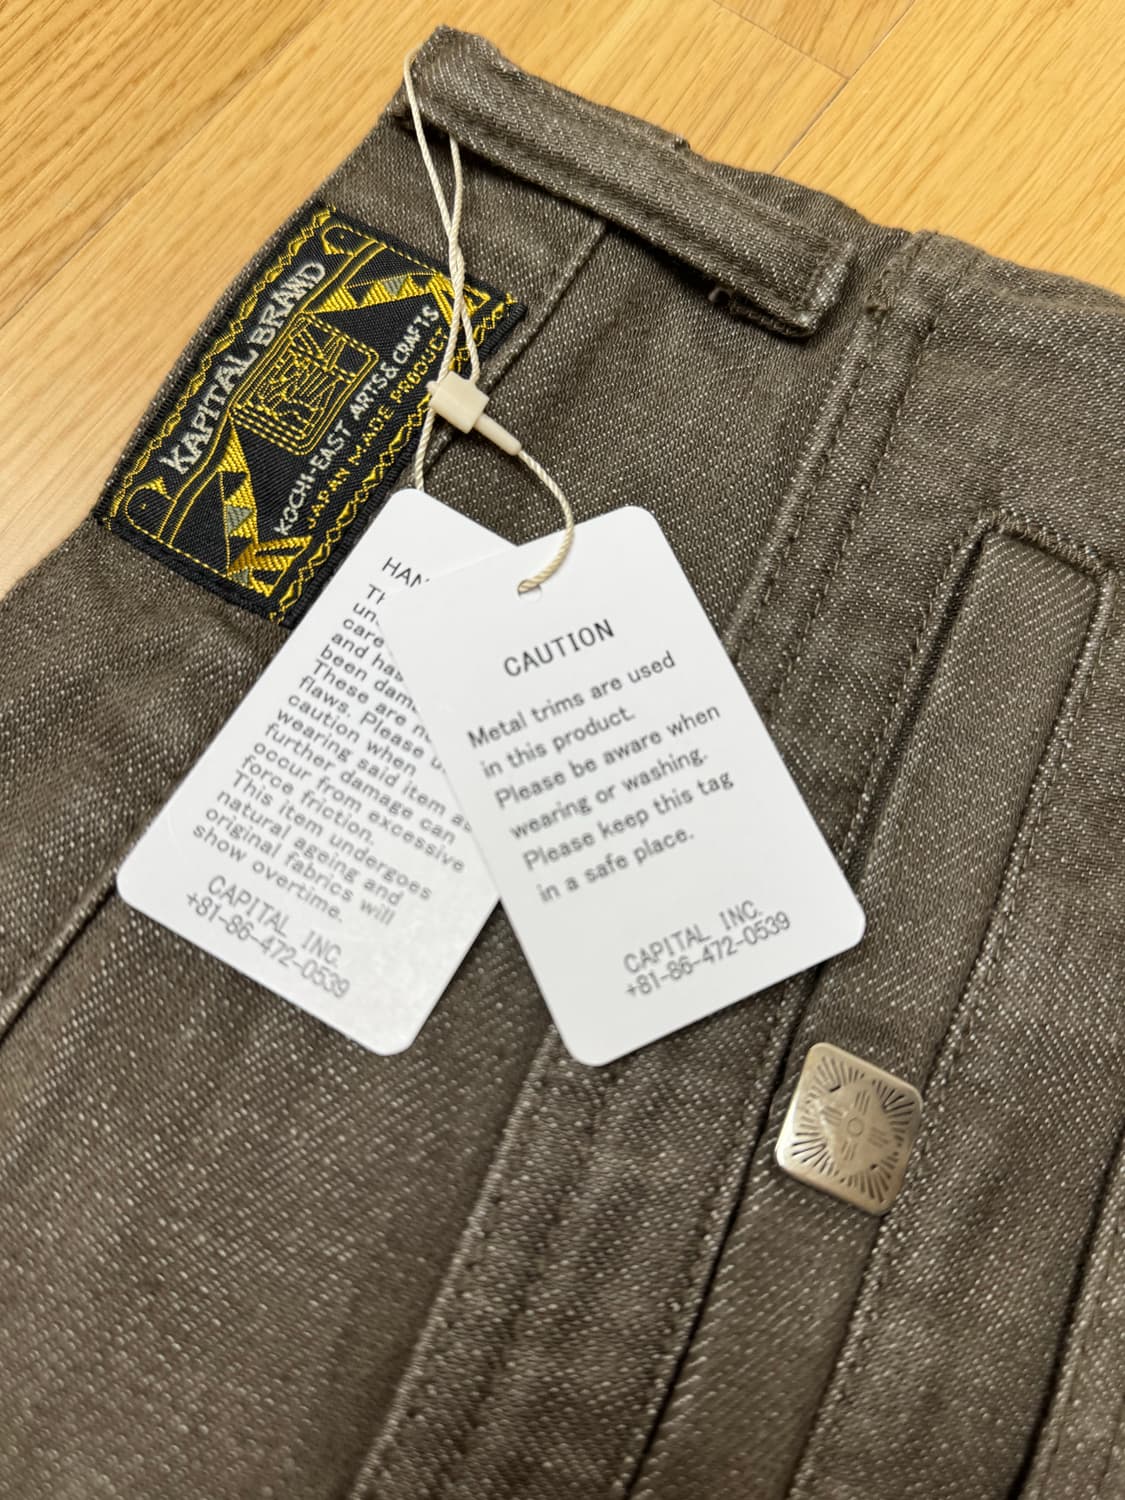 KAPITAL BRAND
KOCHI-EAST ARTS & CRAFTS
JAPAN MADE PRODUCT
care
and has
been
These are
flaws. Please
caution when
wearing said item as
further damage can
occur from excessive
force friction.
This item undergoes
natural ageing and
original fabrics will
show overtime.
CAPITAL INC.
+81-86-472-0539
CAUTION
Metal trims are used
in this product.
Please be aware when
wearing or washing.
Please keep this tag
in a safe place.
CAPITAL INC.
+81-86-472-0539